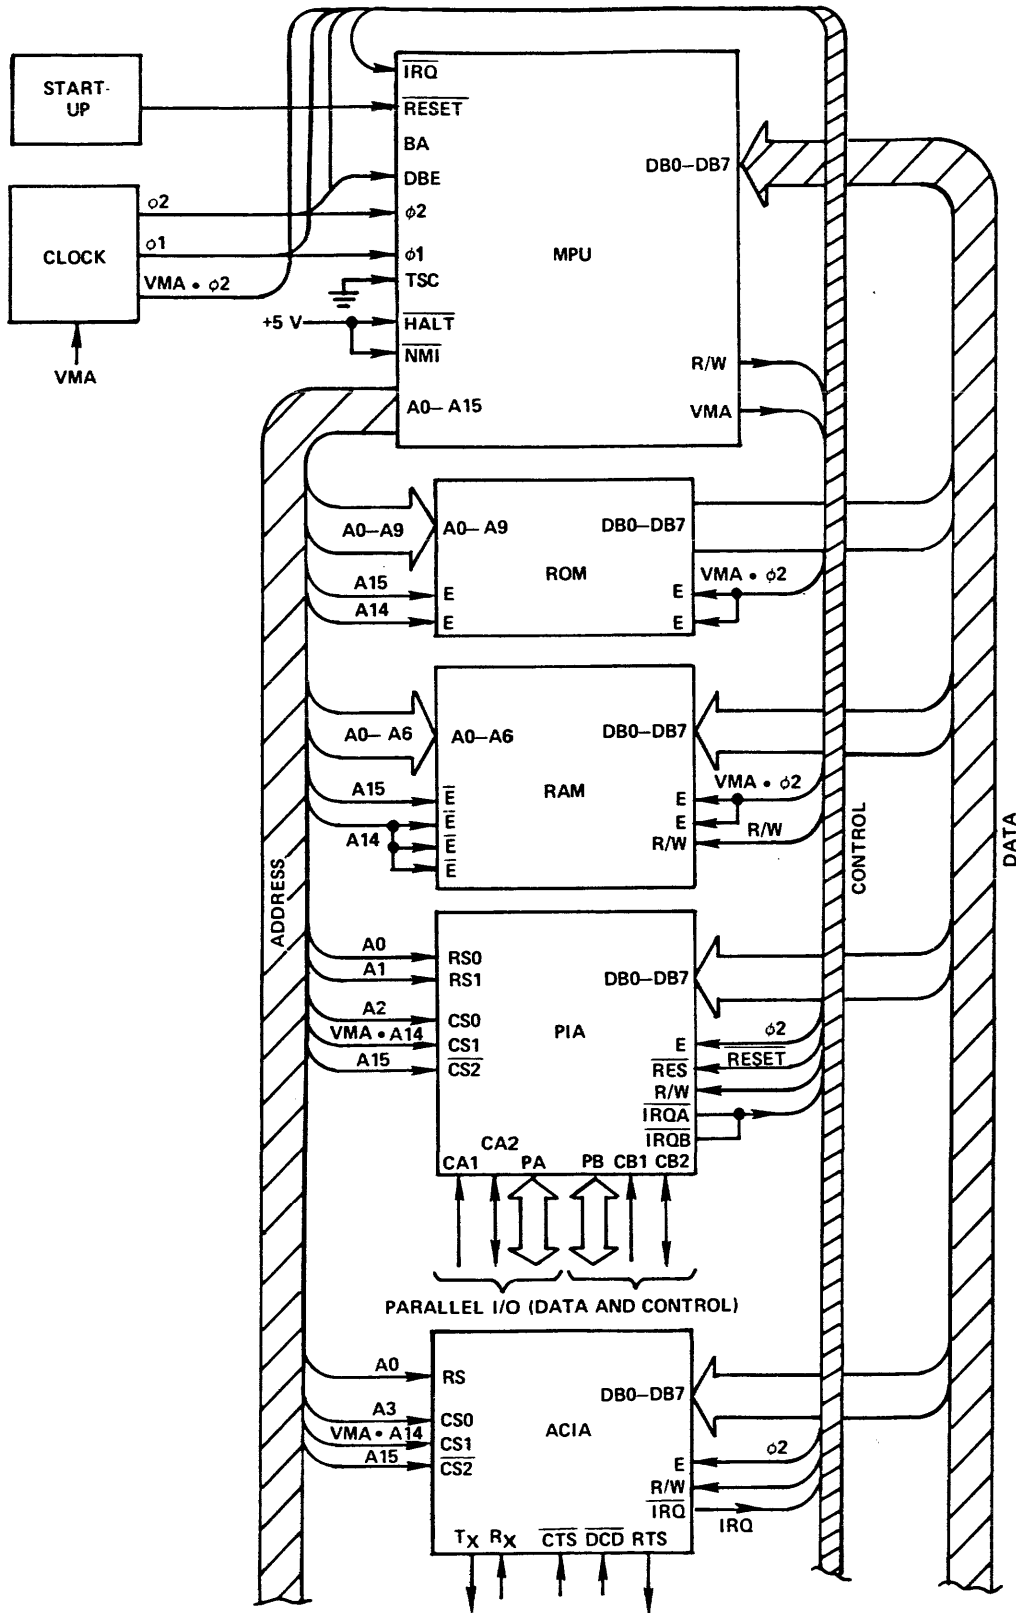 START-
UP
CLOCK
VMA
φ2
φ1
VMA • φ2
+5 V
IRQ
RESET
BA
DBE
φ2
φ1
TSC
HALT
NMI
A0–A15
MPU
DB0–DB7
R/W
VMA
A0–A9
A15
A14
A0–A9
E
E
ROM
DB0–DB7
E
E
VMA • φ2
A0–A6
A15
A14
A0–A6
E
E
E
E
RAM
DB0–DB7
E
E
R/W
VMA • φ2
R/W
ADDRESS
CONTROL
DATA
A0
A1
A2
VMA • A14
A15
RS0
RS1
CS0
CS1
CS2
PIA
DB0–DB7
E
RES
R/W
IRQA
IRQB
φ2
RESET
CA1
CA2
PA
PB
CB1
CB2
PARALLEL I/O (DATA AND CONTROL)
A0
A3
VMA • A14
A15
RS
CS0
CS1
CS2
ACIA
DB0–DB7
E
R/W
IRQ
φ2
IRQ
TX
RX
CTS
DCD
RTS